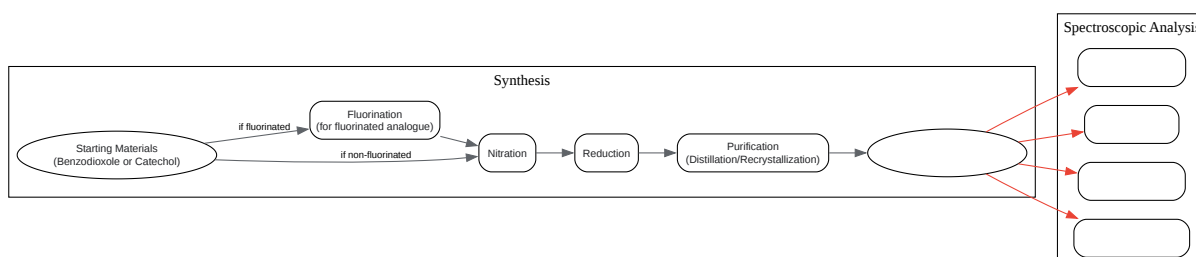 Spectroscopic Analysis
Synthesis
Fluorination
(for fluorinated analogue)
if fluorinated
Starting Materials
(Benzodioxole or Catechol)
if non-fluorinated
Nitration
Reduction
Purification
(Distillation/Recrystallization)